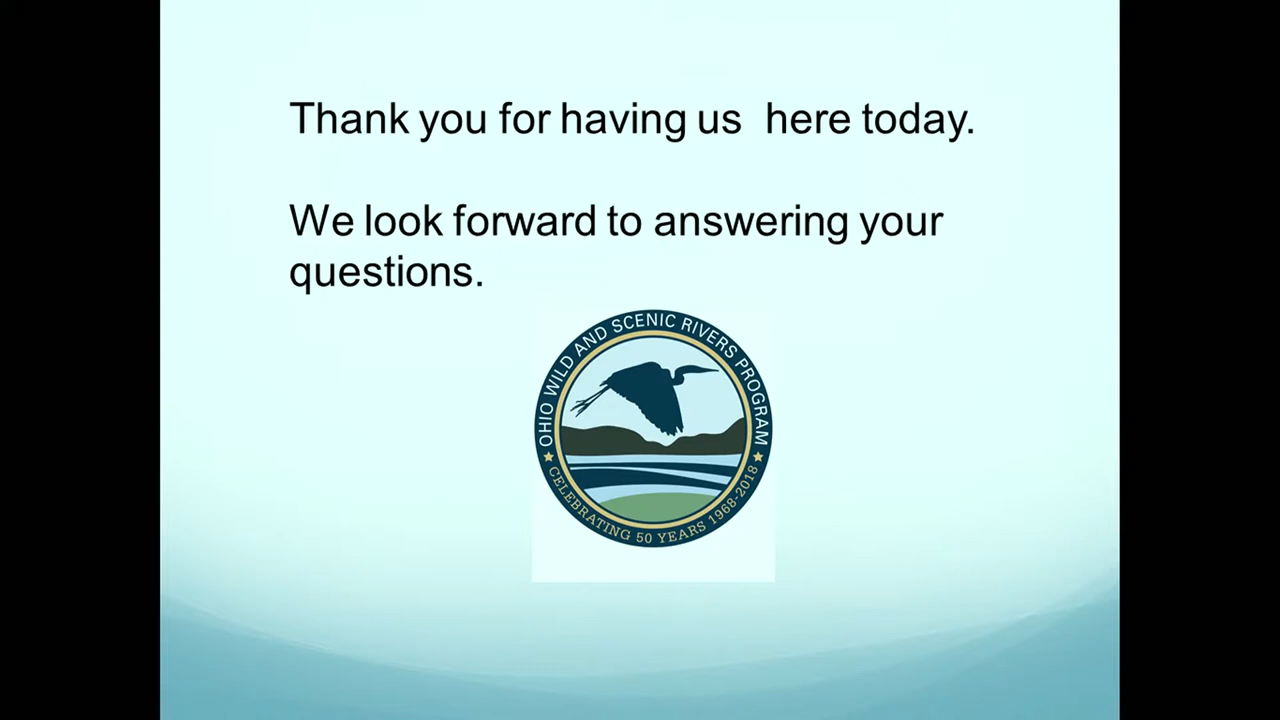 Thank you for having us  here today.
We look forward to answering your
questions.
OHIO WILD AND SCENIC RIVERS PROGRAM
CELEBRATING 50 YEARS 1968-2018